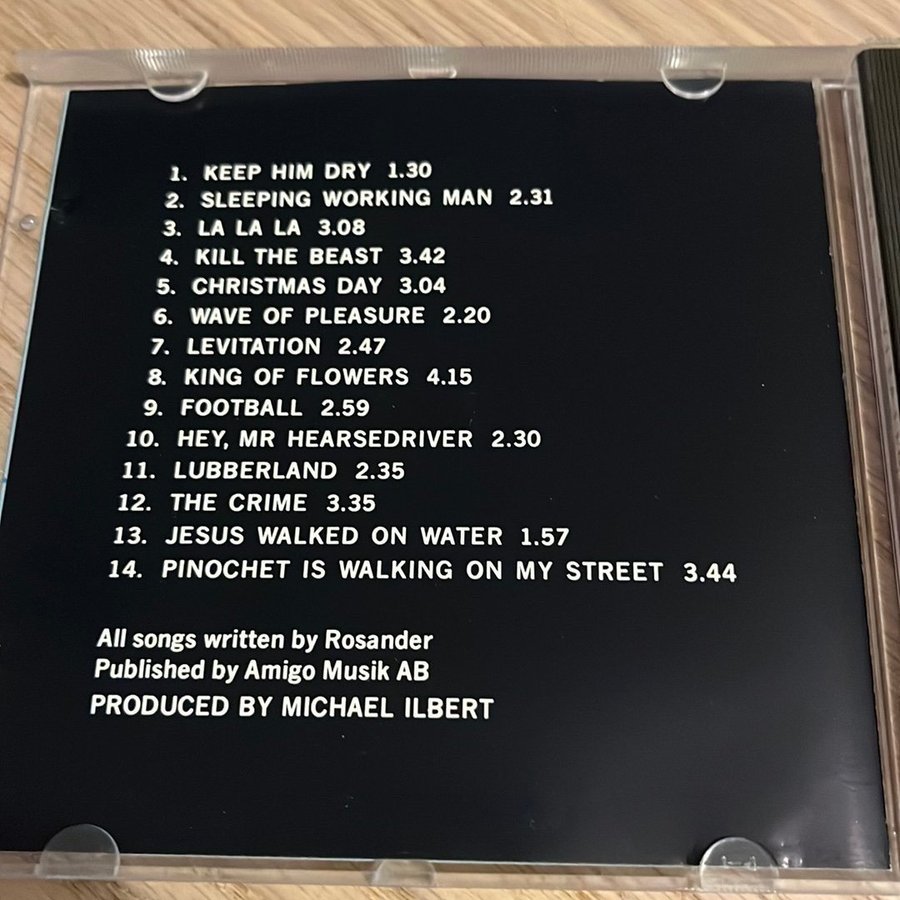 1. KEEP HIM DRY 1.30
2. SLEEPING WORKING MAN 2.31
3. LA LA LA 3.08
4. KILL THE BEAST 3.42
5. CHRISTMAS DAY 3.04
6. WAVE OF PLEASURE 2.20
7. LEVITATION 2.47
8. KING OF FLOWERS 4.15
9. FOOTBALL 2.59
10. HEY, MR HEARSEDRIVER 2.30
11. LUBBERLAND 2.35
12. THE CRIME 3.35
13. JESUS WALKED ON WATER 1.57
14. PINOCHET IS WALKING ON MY STREET 3.44
All songs written by Rosander
Published by Amigo Musik AB
PRODUCED BY MICHAEL ILBERT